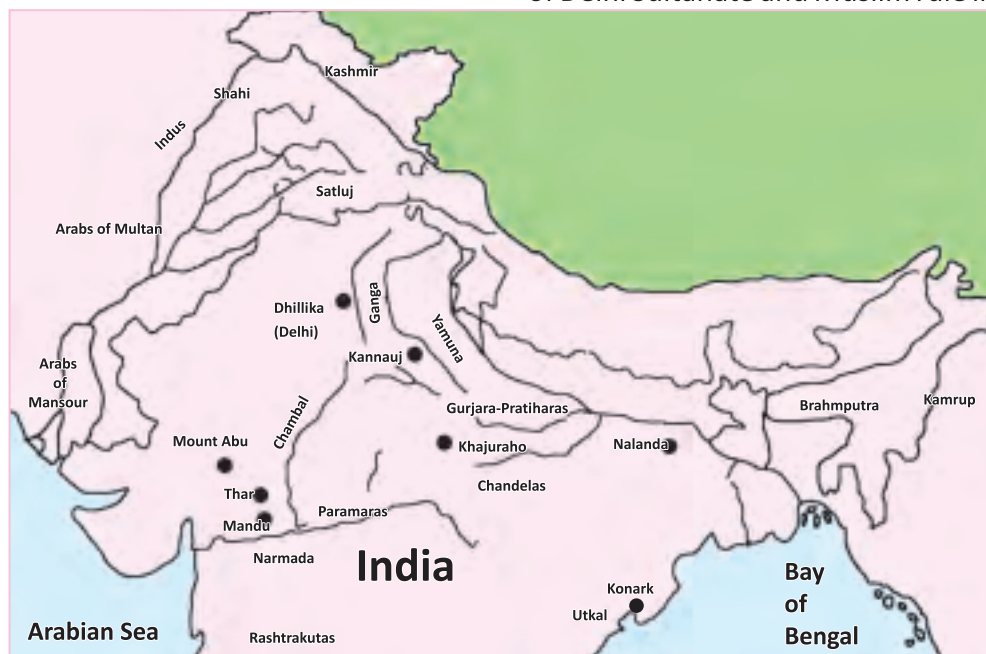 Kashmir
Shahi
Indus
Satluj
Arabs of Multan
Dhillika
(Delhi)
Ganga
Yamuna
Kannauj
Arabs
of
Mansour
Chambal
Gurjara-Pratiharas
Brahmputra
Kamrup
Mount Abu
Khajuraho
Nalanda
Thar
Chandelas
Mandu
Paramaras
Narmada
India
Bay
of
Bengal
Konark
Utkal
Arabian Sea
Rashtrakutas